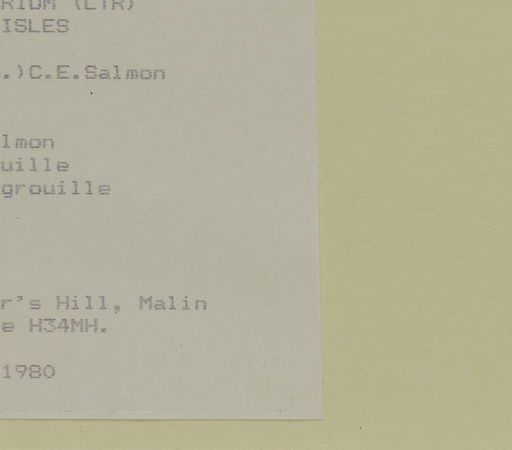 RIUM (LTR)
ISLES
.)C.E.Salmon
lmon
uille
grouille
r's Hill, Malin
e H34MH.
1980